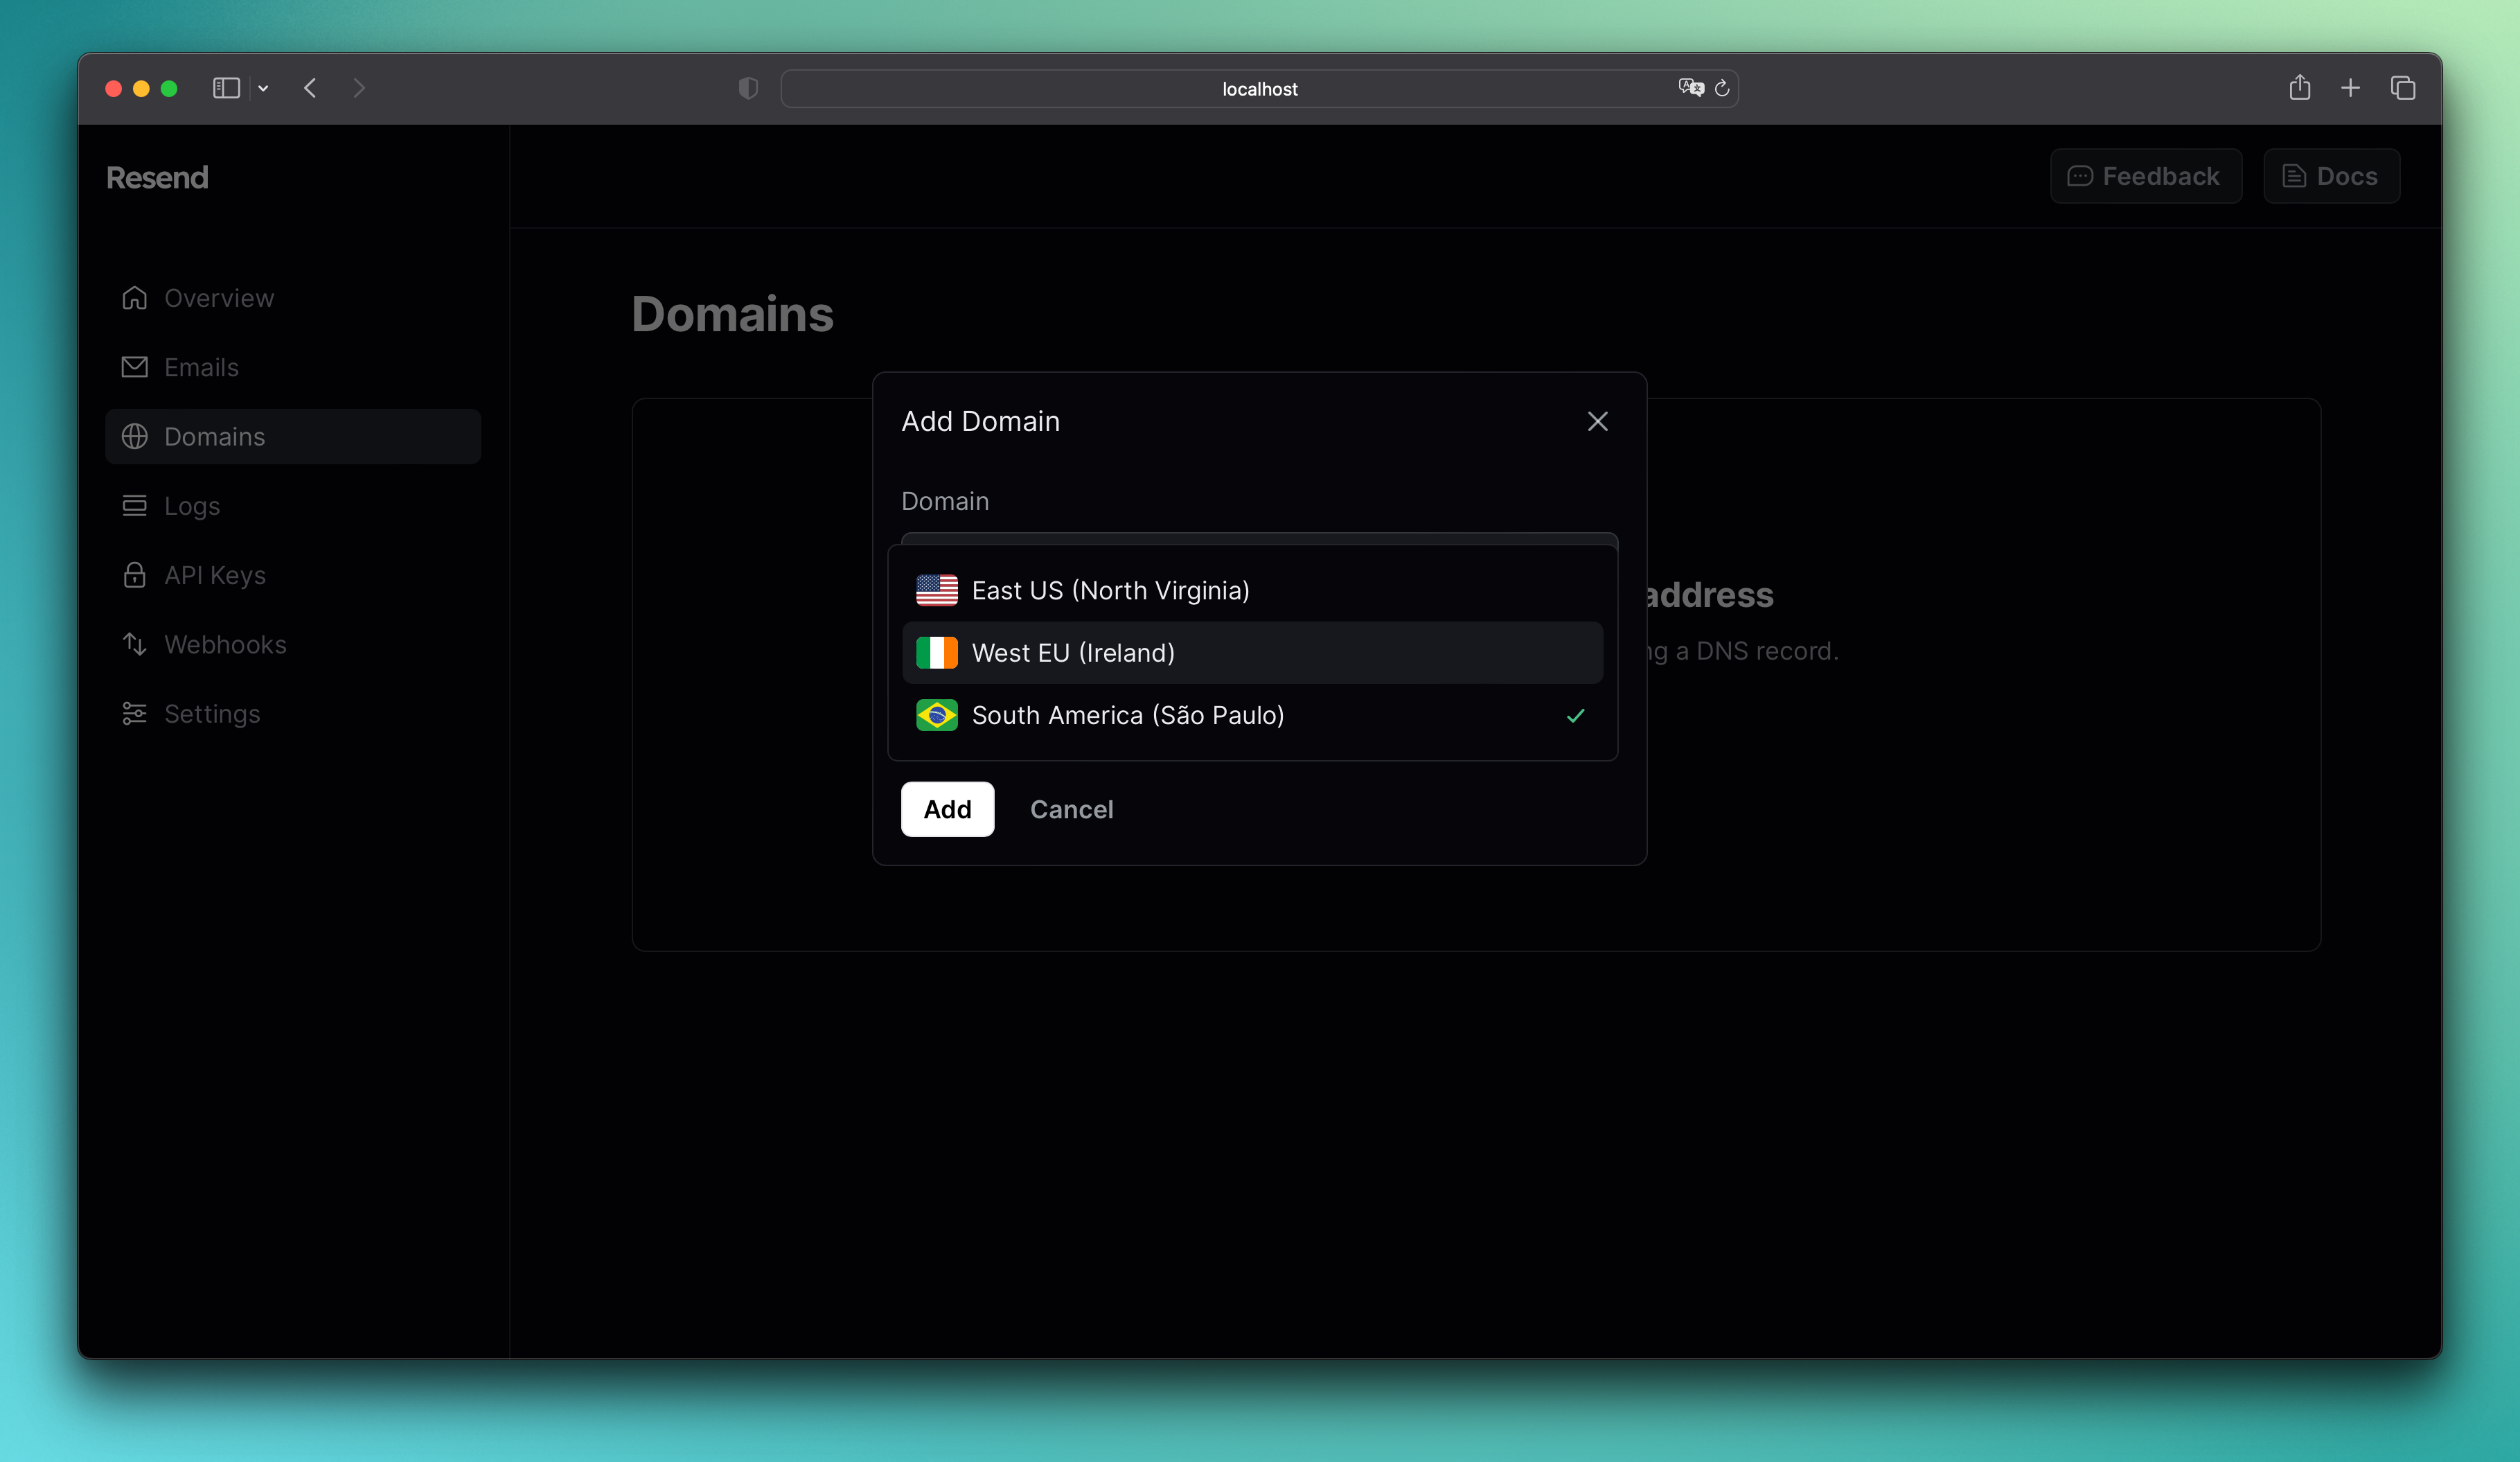 localhost
Resend
Feedback
Docs
Overview
Emails
Domains
Logs
API Keys
Webhooks
Settings
Domains
address
a DNS record.
Add Domain
Domain
East US (North Virginia)
West EU (Ireland)
South America (São Paulo)
Add
Cancel